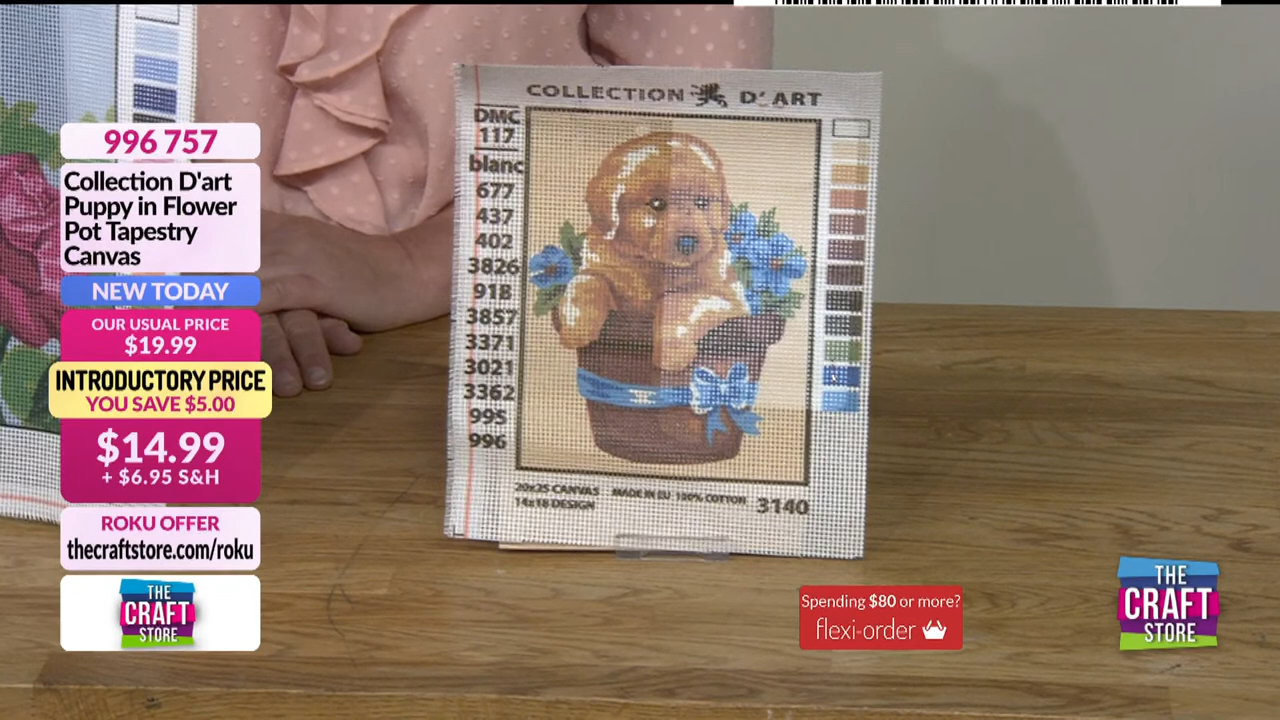 996 757
Collection D'art
Puppy in Flower
Pot Tapestry
Canvas
NEW TODAY
OUR USUAL PRICE
$19.99
INTRODUCTORY PRICE
YOU SAVE $5.00
$14.99
+ $6.95 S&H
ROKU OFFER
thecraftstore.com/roku
THE
CRAFT
STORE
COLLECTION D'ART
DMC
117
blanc
677
437
402
3826
918
3857
3371
3021
3362
995
996
20x25 CANVAS MADE IN EU 100% COTTON 3140
14x18 DESIGN
Spending $80 or more?
flexi-order
THE
CRAFT
STORE